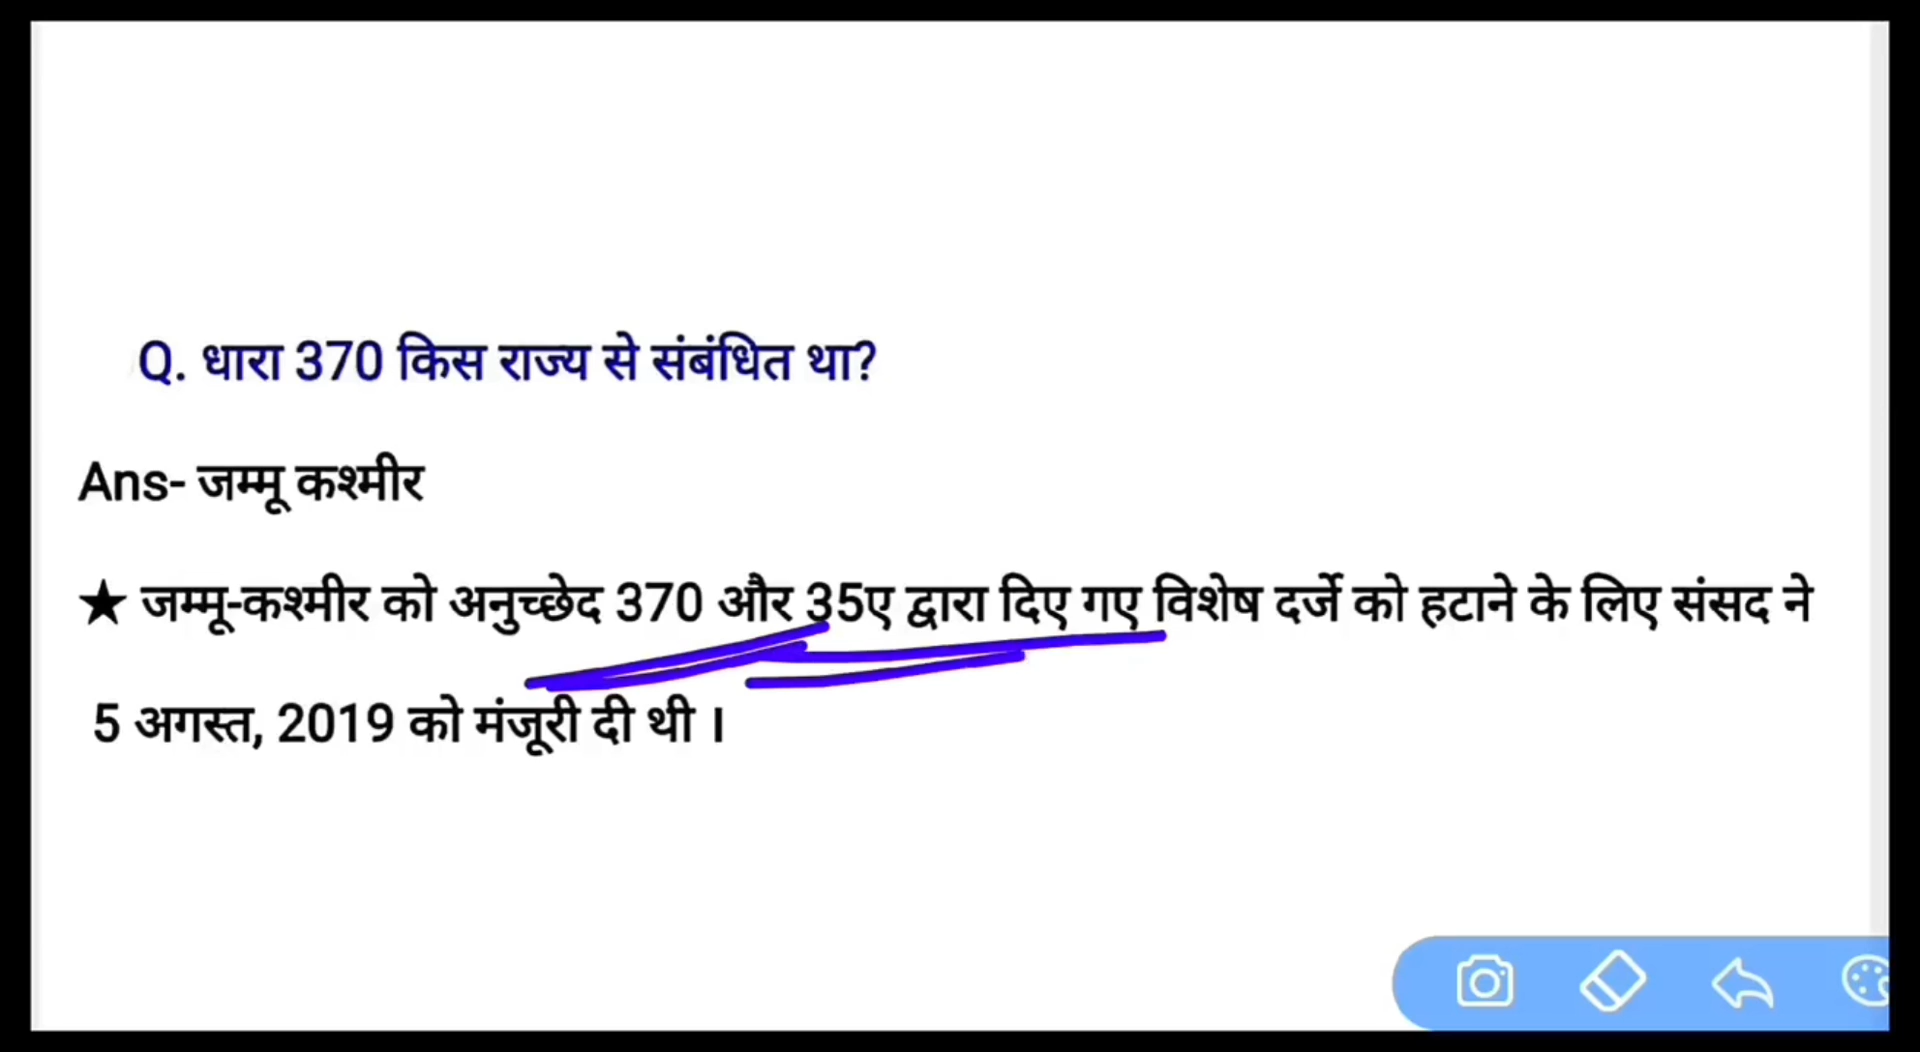 Q. धारा 370 किस राज्य से संबंधित था?
Ans- जम्मू कश्मीर
★ जम्मू-कश्मीर को अनुच्छेद 370 और 35ए द्वारा दिए गए विशेष दर्जे को हटाने के लिए संसद ने
5 अगस्त, 2019 को मंजूरी दी थी ।